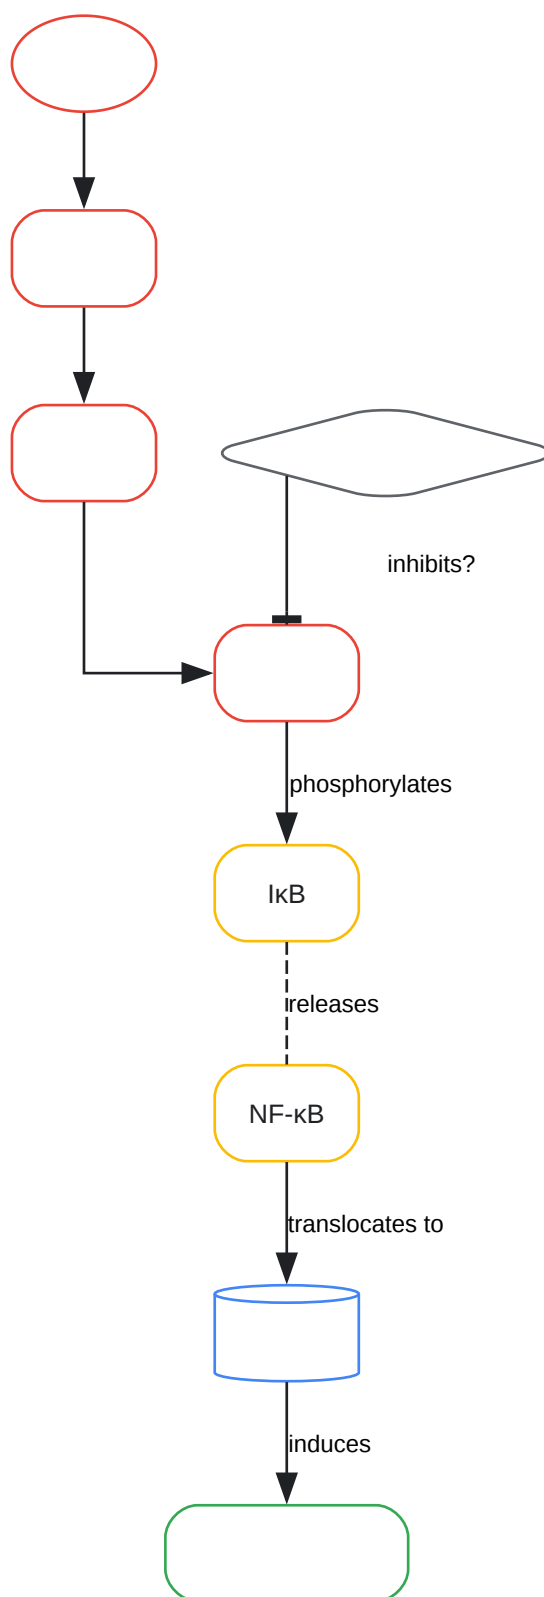 inhibits?
phosphorylates
IκB
releases
NF-κB
translocates to
induces